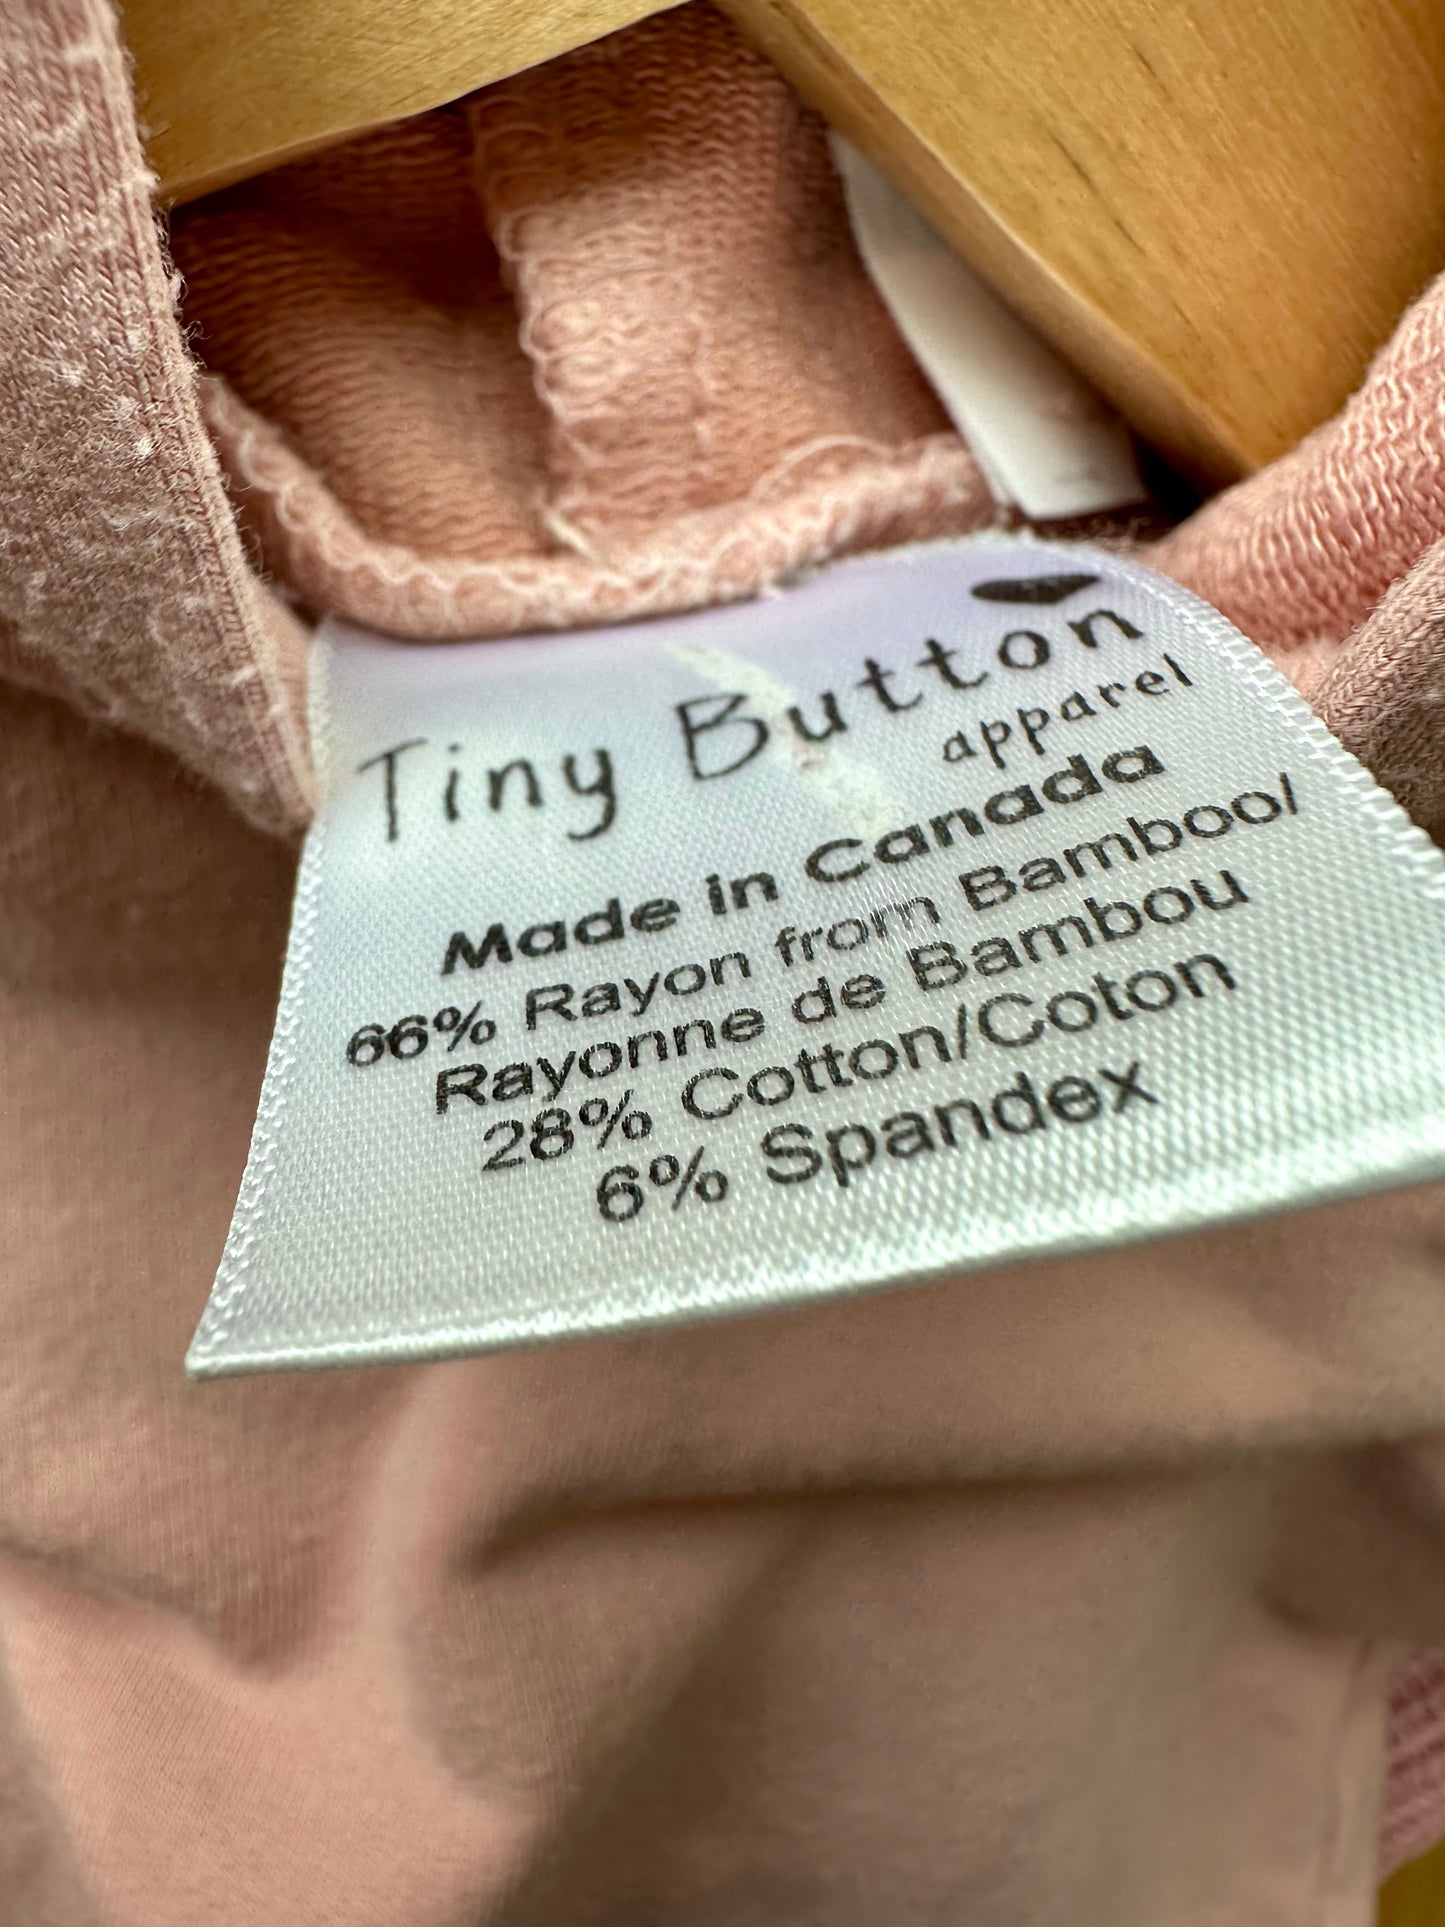 Tiny Button
apparel
Made in Canada
66% Rayon from Bamboo/
Rayonne de Bambou
28% Cotton/Coton
6% Spandex